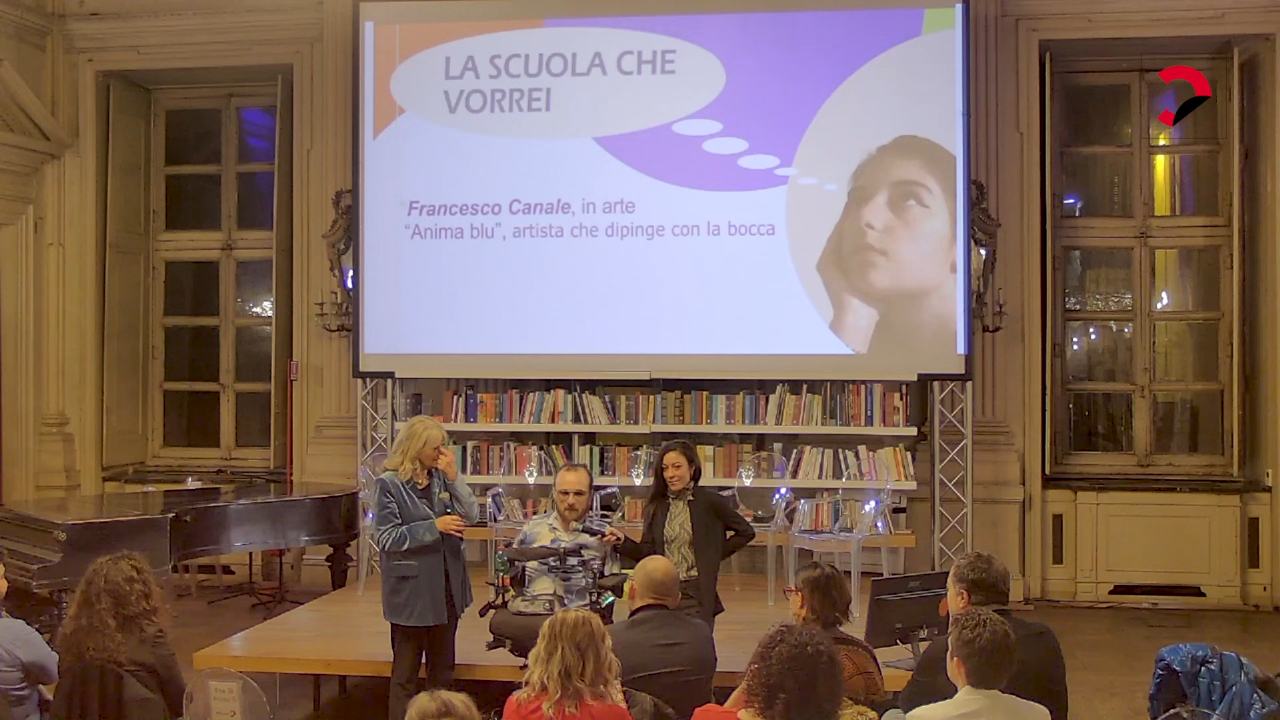 LA SCUOLA CHE
VORREI
Francesco Canale, in arte
“Anima blu”, artista che dipinge con la bocca